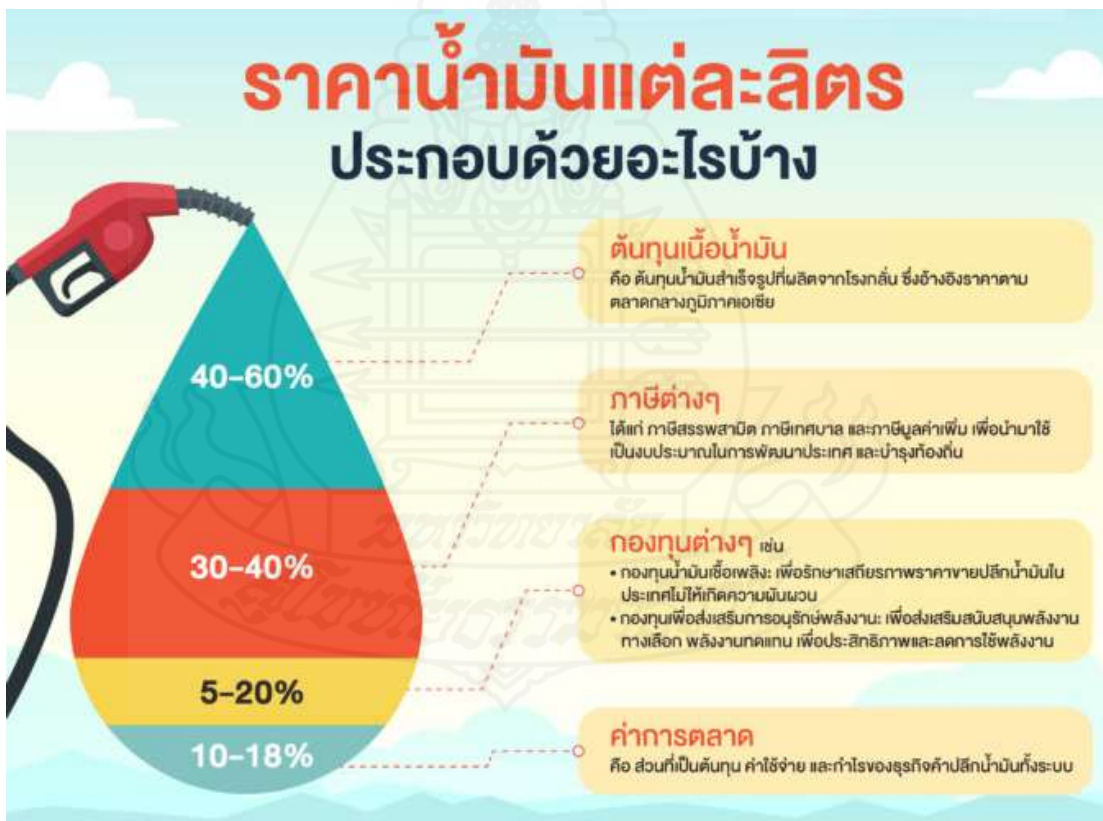 ราคาน้ำมันแต่ละลิตร
ประกอบด้วยอะไรบ้าง
ต้นทุนเนื้อน้ำมัน
คือ ต้นทุนน้ำมันสำเร็จรูปที่ผลิตจากโรงกลั่น ซึ่งอ้างอิงราคาตาม
ตลาดกลางภูมิภาคเอเชีย
40-60%
ภาษีต่างๆ
ได้แก่ ภาษีสรรพสามิต ภาษีเทศบาล และภาษีมูลค่าเพิ่ม เพื่อนำมาใช้
เป็นงบประมาณในการพัฒนาประเทศ และบำรุงท้องถิ่น
30-40%
กองทุนต่างๆ เช่น
• กองทุนน้ำมันเชื้อเพลิง: เพื่อรักษาเสถียรภาพราคาขายปลีกน้ำมันใน
ประเทศไม่ให้เกิดความผันผวน
• กองทุนเพื่อส่งเสริมการอนุรักษ์พลังงาน: เพื่อส่งเสริมสนับสนุนพลังงาน
ทางเลือก พลังงานทดแทน เพื่อประสิทธิภาพและลดการใช้พลังงาน
5-20%
ค่าการตลาด
คือ ส่วนที่เป็นต้นทุน ค่าใช้จ่าย และกำไรของธุรกิจค้าปลีกน้ำมันทั้งระบบ
10-18%
มหาวิทยาลัย
สุโขทัยธรรมาธิราช